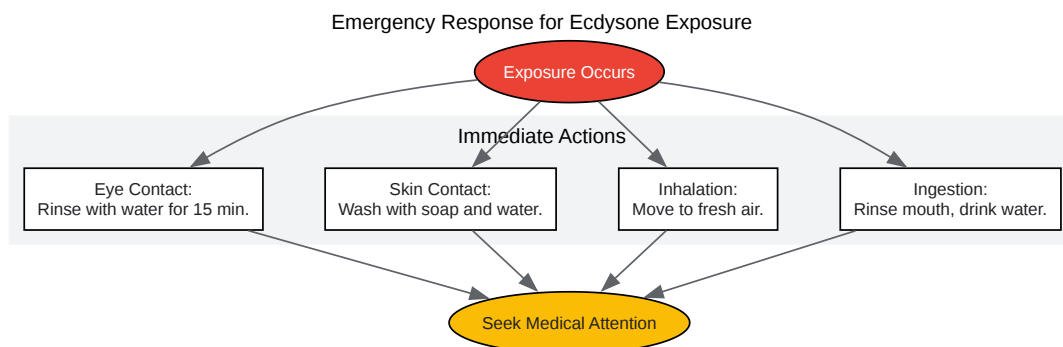 Emergency Response for Ecdysone Exposure
Exposure Occurs
Immediate Actions
Eye Contact:
Rinse with water for 15 min.
Skin Contact:
Wash with soap and water.
Inhalation:
Move to fresh air.
Ingestion:
Rinse mouth, drink water.
Seek Medical Attention